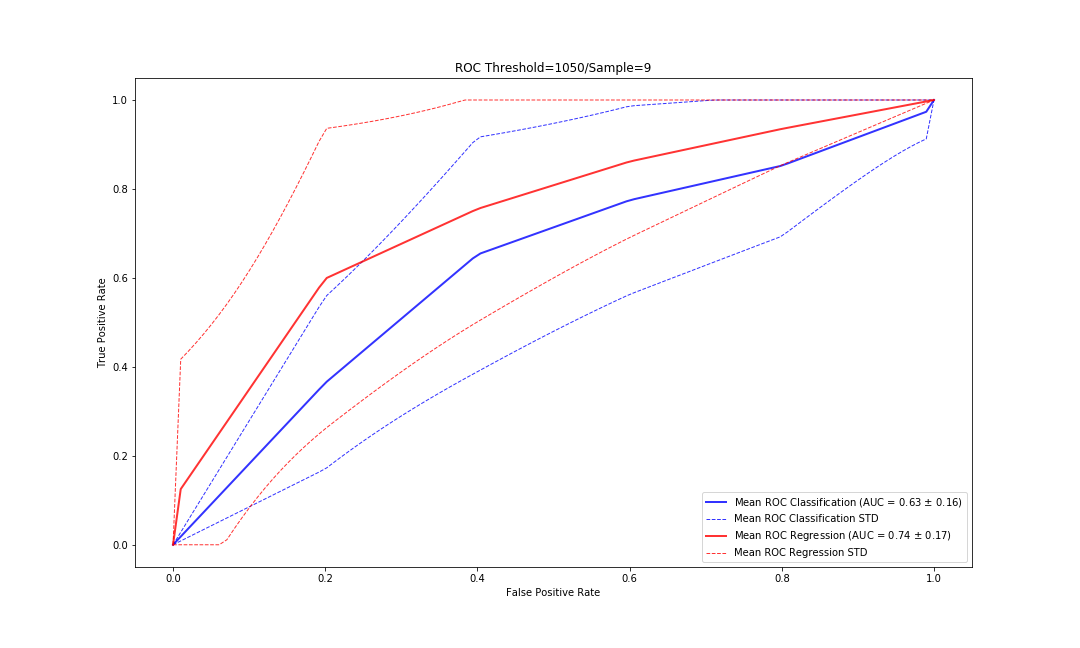 ROC Threshold=1050/Sample=9
True Positive Rate
1.0
0.8
0.6
0.4
0.2
0.0
Mean ROC Classification (AUC = 0.63 ± 0.16)
Mean ROC Classification STD
Mean ROC Regression (AUC = 0.74 ± 0.17)
Mean ROC Regression STD
0.0 0.2 0.4 0.6 0.8 1.0
False Positive Rate